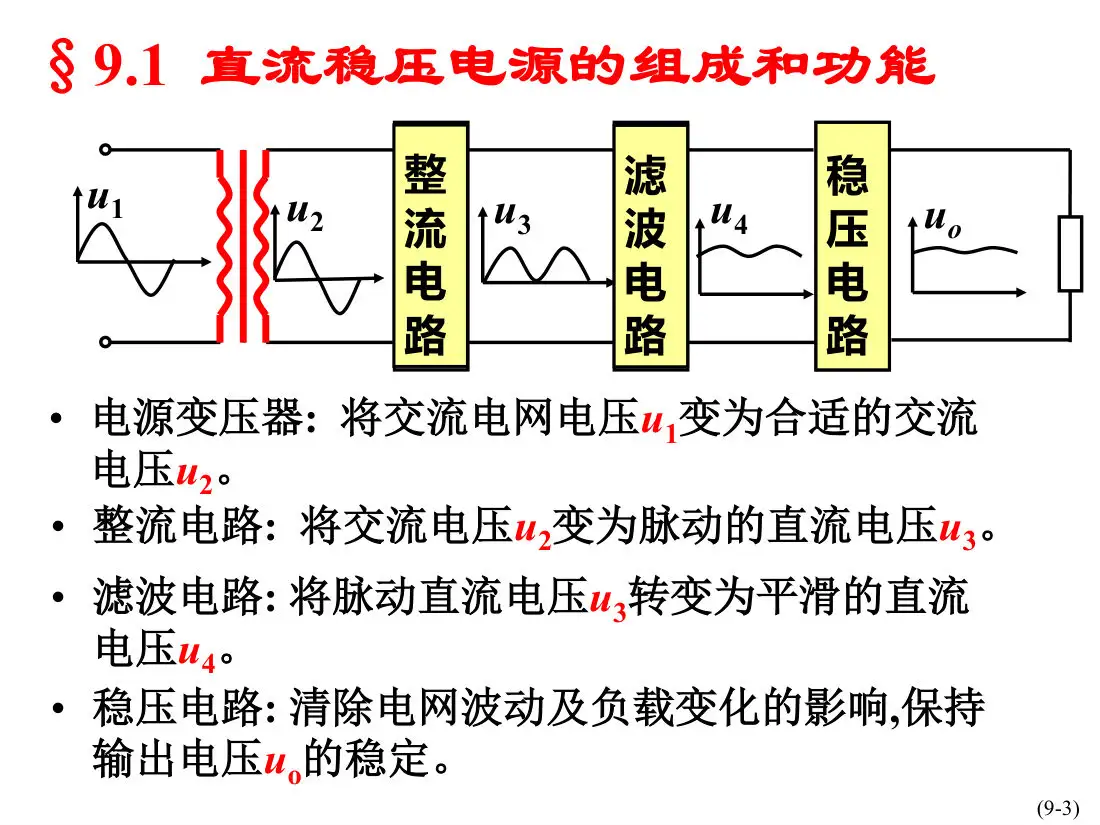 § 9.1 直流稳压电源的组成和功能
u1
u2
整流电路
u3
滤波电路
u4
稳压电路
uo
• 电源变压器: 将交流电网电压u1变为合适的交流
电压u2。
• 整流电路: 将交流电压u2变为脉动的直流电压u3。
• 滤波电路: 将脉动直流电压u3转变为平滑的直流
电压u4。
• 稳压电路: 清除电网波动及负载变化的影响,保持
输出电压uo的稳定。
(9-3)